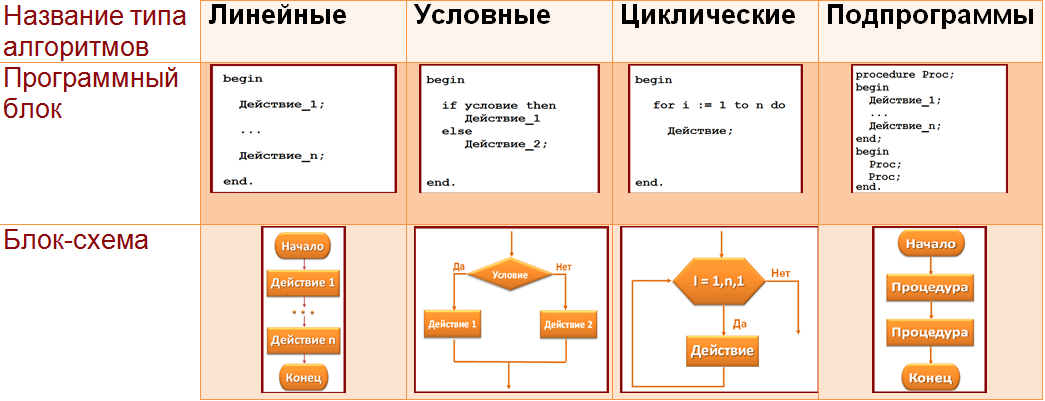 Название типа
алгоритмов
Линейные
Условные
Циклические
Подпрограммы
Программный
блок
begin
Действие_1;
...
Действие_n;
end.
begin
if условие then
Действие_1
else
Действие_2;
end.
begin
for i := 1 to n do
Действие;
end.
procedure Proc;
begin
Действие_1;
...
Действие_n;
end;
begin
Proc;
Proc;
end.
Блок-схема
Начало
Действие 1
• • •
Действие n
Конец
Да
Условие
Нет
Действие 1
Действие 2
I = 1,n,1
Нет
Да
Действие
Начало
Процедура
Процедура
Конец